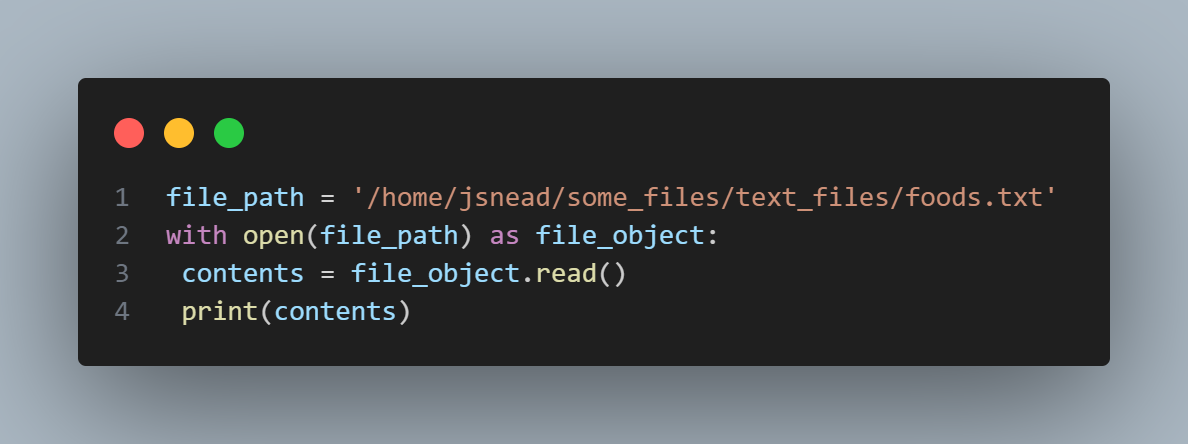 1 file_path = '/home/jsnead/some_files/text_files/foods.txt'
2 with open(file_path) as file_object:
3  contents = file_object.read()
4  print(contents)